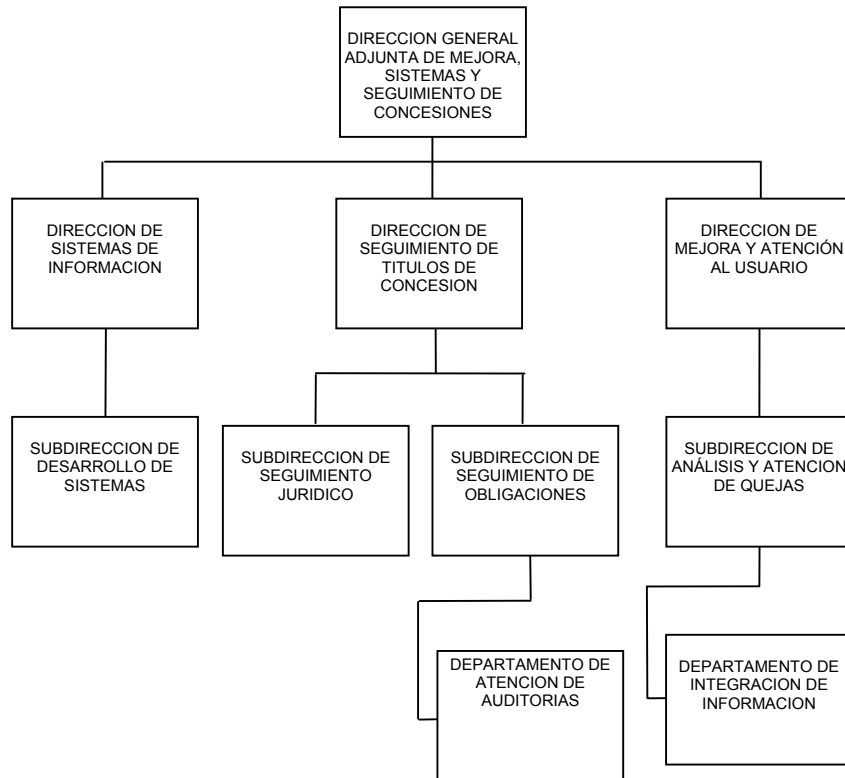 DIRECCION GENERAL
ADJUNTA DE MEJORA,
SISTEMAS Y
SEGUIMIENTO DE
CONCESIONES
DIRECCION DE
SISTEMAS DE
INFORMACION
DIRECCION DE
SEGUIMIENTO DE
TITULOS DE
CONCESION
DIRECCION DE
MEJORA Y ATENCIÓN
AL USUARIO
SUBDIRECCION DE
DESARROLLO DE
SISTEMAS
SUBDIRECCION DE
SEGUIMIENTO
JURIDICO
SUBDIRECCION DE
SEGUIMIENTO DE
OBLIGACIONES
SUBDIRECCION DE
ANÁLISIS Y ATENCION
DE QUEJAS
DEPARTAMENTO DE
ATENCION DE
AUDITORIAS
DEPARTAMENTO DE
INTEGRACION DE
INFORMACION